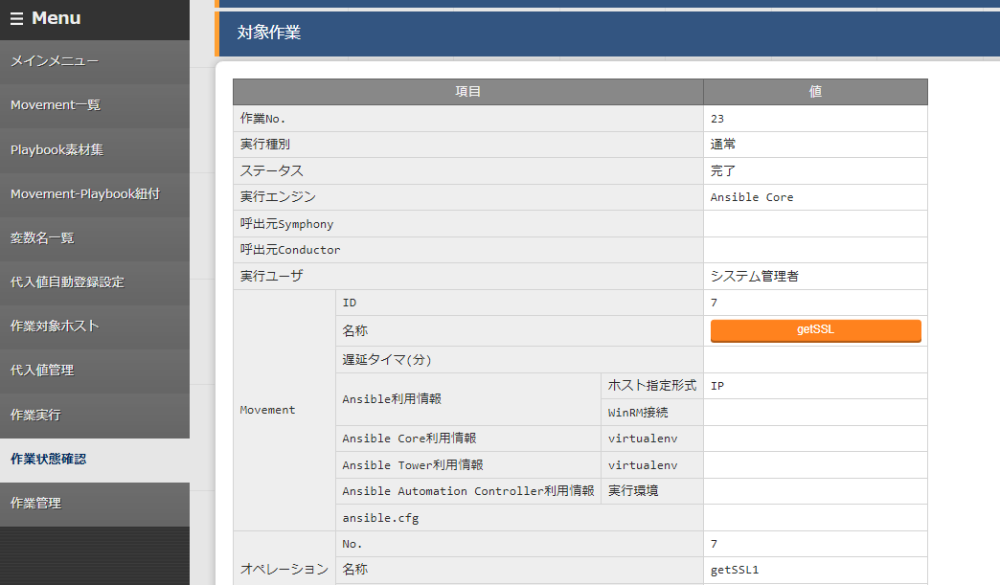 ☰ Menu
メインメニュー
Movement一覧
Playbook素材集
Movement-Playbook紐付
変数名一覧
代入値自動登録設定
作業対象ホスト
代入値管理
作業実行
作業状態確認
作業管理
対象作業
項目 値
作業No. 23
実行種別 通常
ステータス 完了
実行エンジン Ansible Core
呼出元Symphony
呼出元Conductor
実行ユーザ システム管理者
Movement
ID 7
名称 getSSL
遅延タイマ(分)
Ansible利用情報 ホスト指定形式 IP
WinRM接続
Ansible Core利用情報 virtualenv
Ansible Tower利用情報 virtualenv
Ansible Automation Controller利用情報 実行環境
ansible.cfg
オペレーション
No. 7
名称 getSSL1